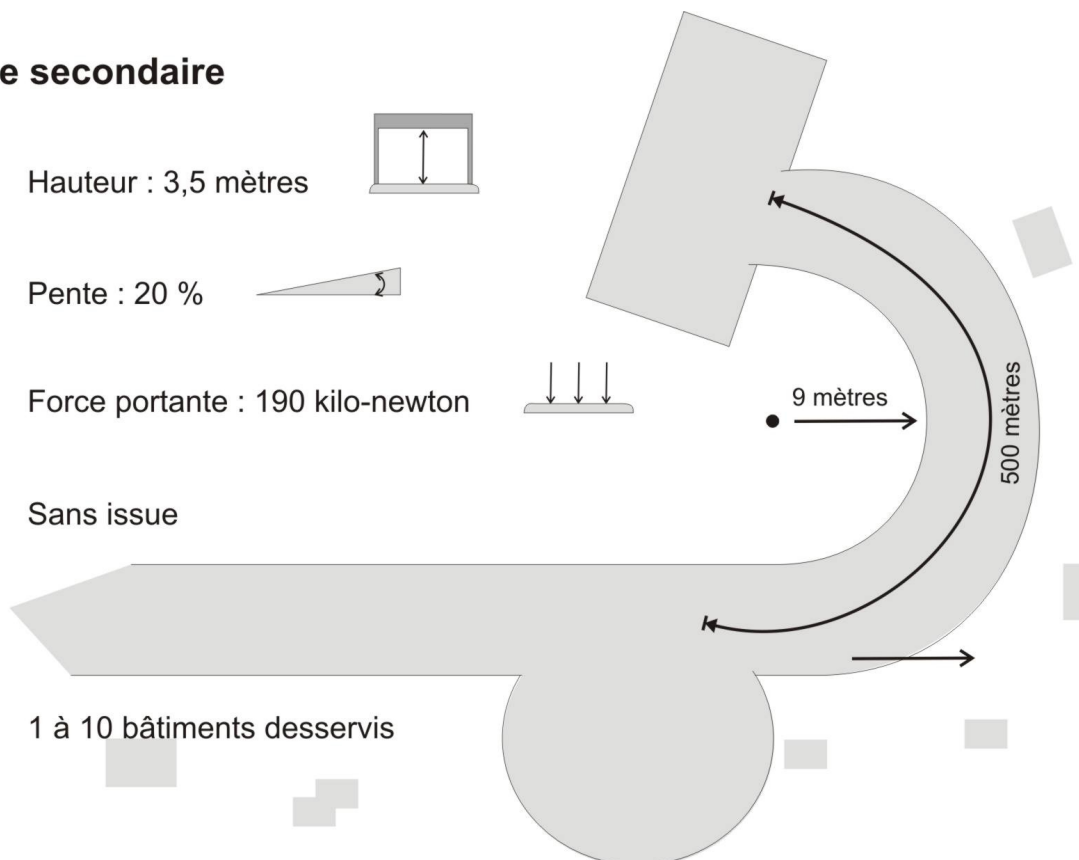 e secondaire
Hauteur : 3,5 mètres
Pente : 20 %
Force portante : 190 kilo-newton
9 mètres
500 mètres
Sans issue
1 à 10 bâtiments desservis